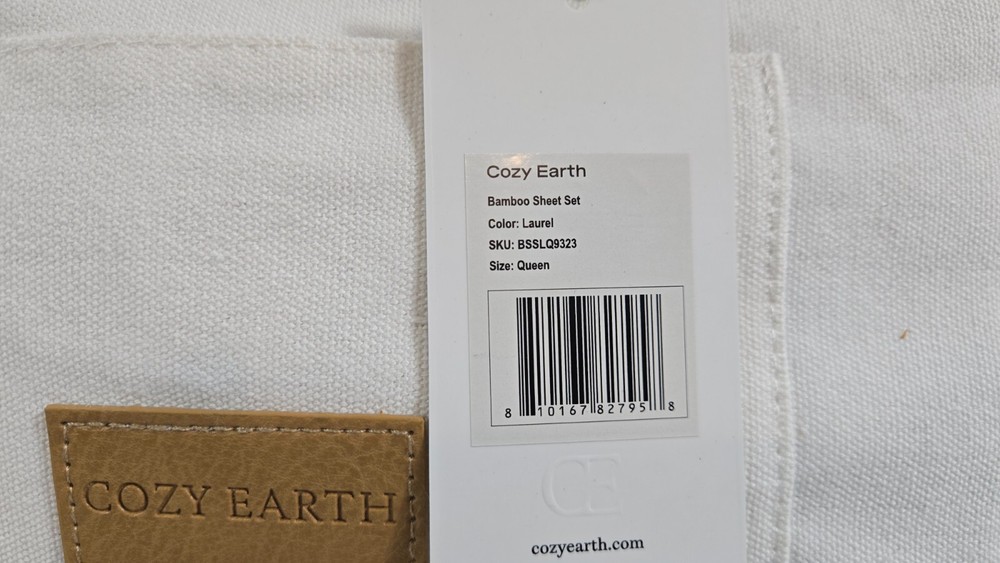 Cozy Earth
Bamboo Sheet Set
Color: Laurel
SKU: BSSLQ9323
Size: Queen
8 10167 82795 8
CE
cozyearth.com
COZY EARTH